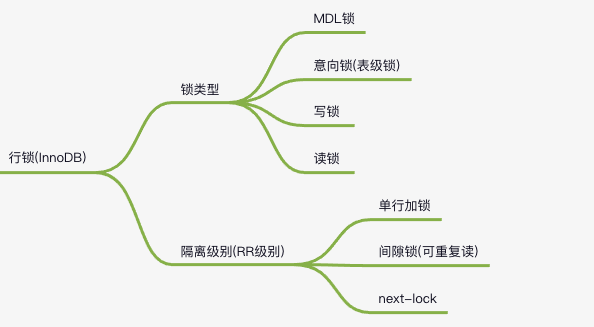 行锁(InnoDB)
锁类型
MDL锁
意向锁(表级锁)
写锁
读锁
隔离级别(RR级别)
单行加锁
间隙锁(可重复读)
next-lock